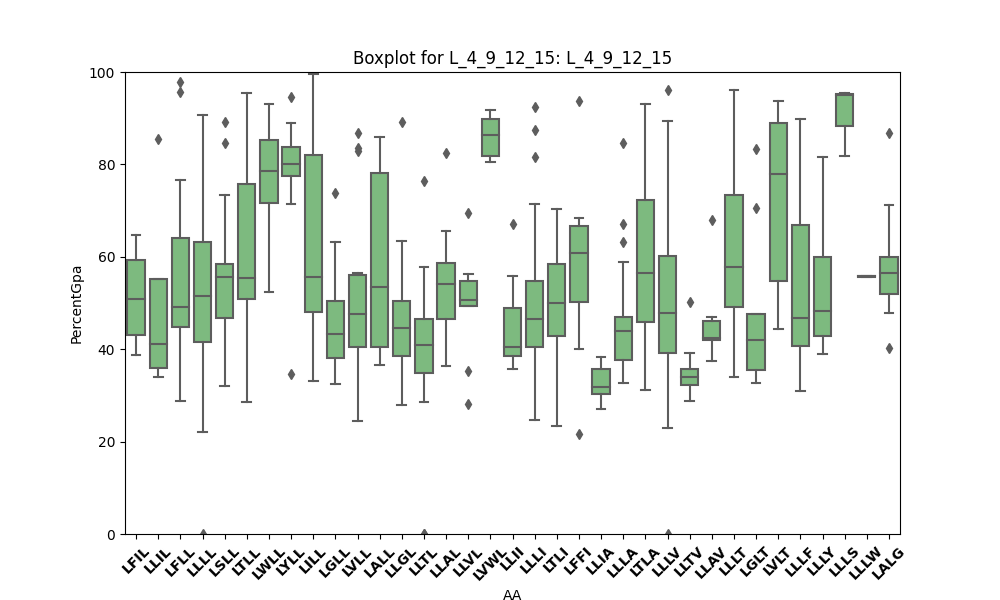 Boxplot for L_4_9_12_15: L_4_9_12_15
PercentGpa
100
80
60
40
20
0
LFIL LLIL LFLL LLLL LSLL LTLL LWLL LYLL LILL LGLL LVLL LALL LLGL LLTL LLAL LLVL LVWL LLII LLLI LTLI LFFI LLIA LLLA LTLA LLLV LLTV LLAV LLLT LGLT LVLT LLLF LLLY LLLS LLLW LALG
AA